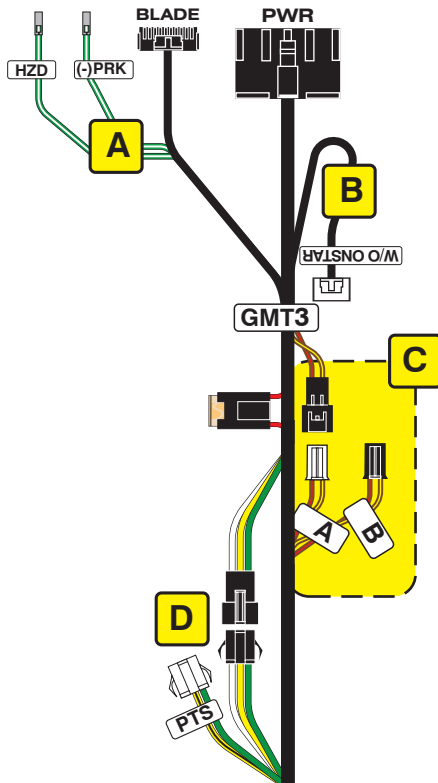 BLADE
PWR
HZD
(-)PRK
A
B
W/O ONSTAR
GMT3
C
A
B
D
PTS